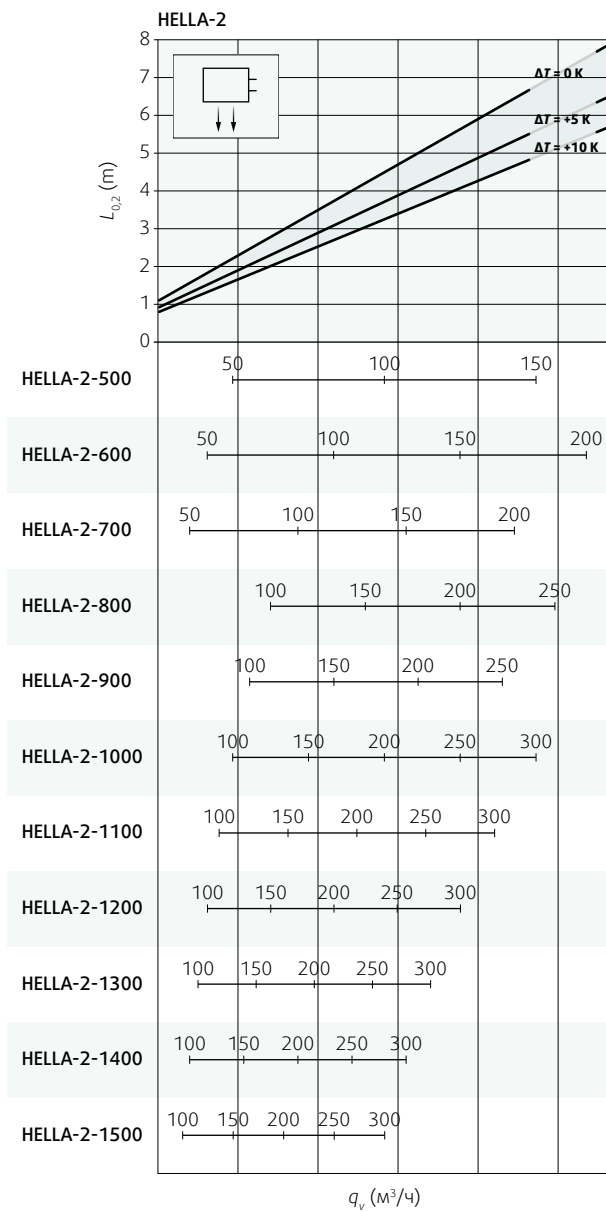 HELLA-2
8
7
6
5
4
3
2
1
0
L0,2 (m)
ΔT = 0 K
ΔT = +5 K
ΔT = +10 K
HELLA-2-500 50 100 150
HELLA-2-600 50 100 150 200
HELLA-2-700 50 100 150 200
HELLA-2-800 100 150 200 250
HELLA-2-900 100 150 200 250
HELLA-2-1000 100 150 200 250 300
HELLA-2-1100 100 150 200 250 300
HELLA-2-1200 100 150 200 250 300
HELLA-2-1300 100 150 200 250 300
HELLA-2-1400 100 150 200 250 300
HELLA-2-1500 100 150 200 250 300
qv (м³/ч)